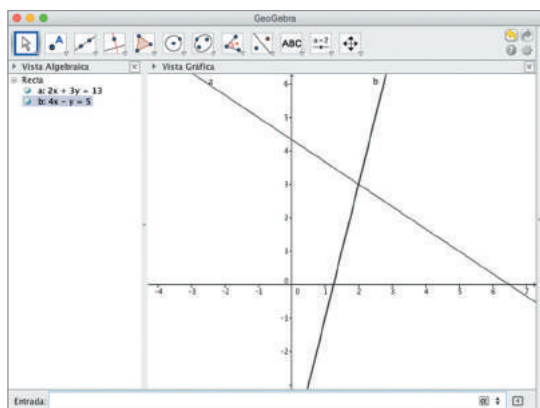 GeoGebra
ABC
a=2
Vista Algebraica
Vista Gráfica
Recta
a: 2x + 3y = 13
b: 4x – y = 5
a
b
6
5
4
3
2
1
0
-4 -3 -2 -1 0 1 2 3 4 5 6 7
-1
-2
Entrada:
α